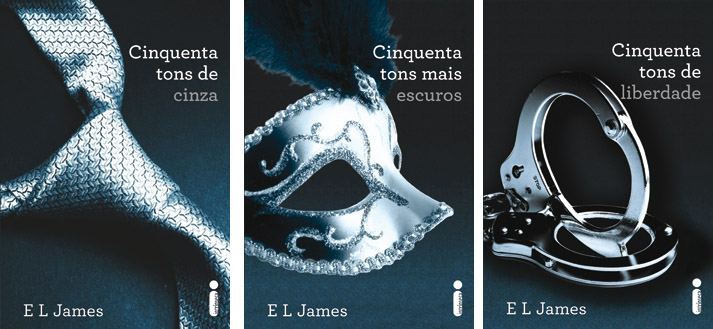 Cinquenta
tons de
cinza
E L James
Cinquenta
tons mais
escuros
E L James
Cinquenta
tons de
liberdade
E L James